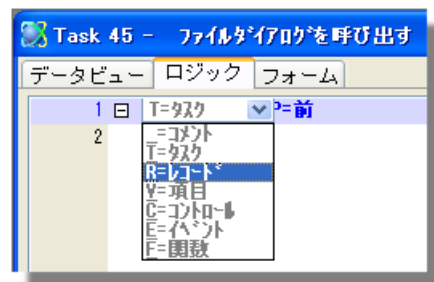 Task 45 - ﾌｧｲﾙﾀﾞｲｱﾛｸﾞを呼び出す
データビュー ロジック フォーム
1 T=ﾀｽｸ P=前
2
_=ｺﾒﾝﾄ
T=ﾀｽｸ
R=ﾚｺｰﾄﾞ
V=項目
C=ｺﾝﾄﾛｰﾙ
E=ｲﾍﾞﾝﾄ
F=関数